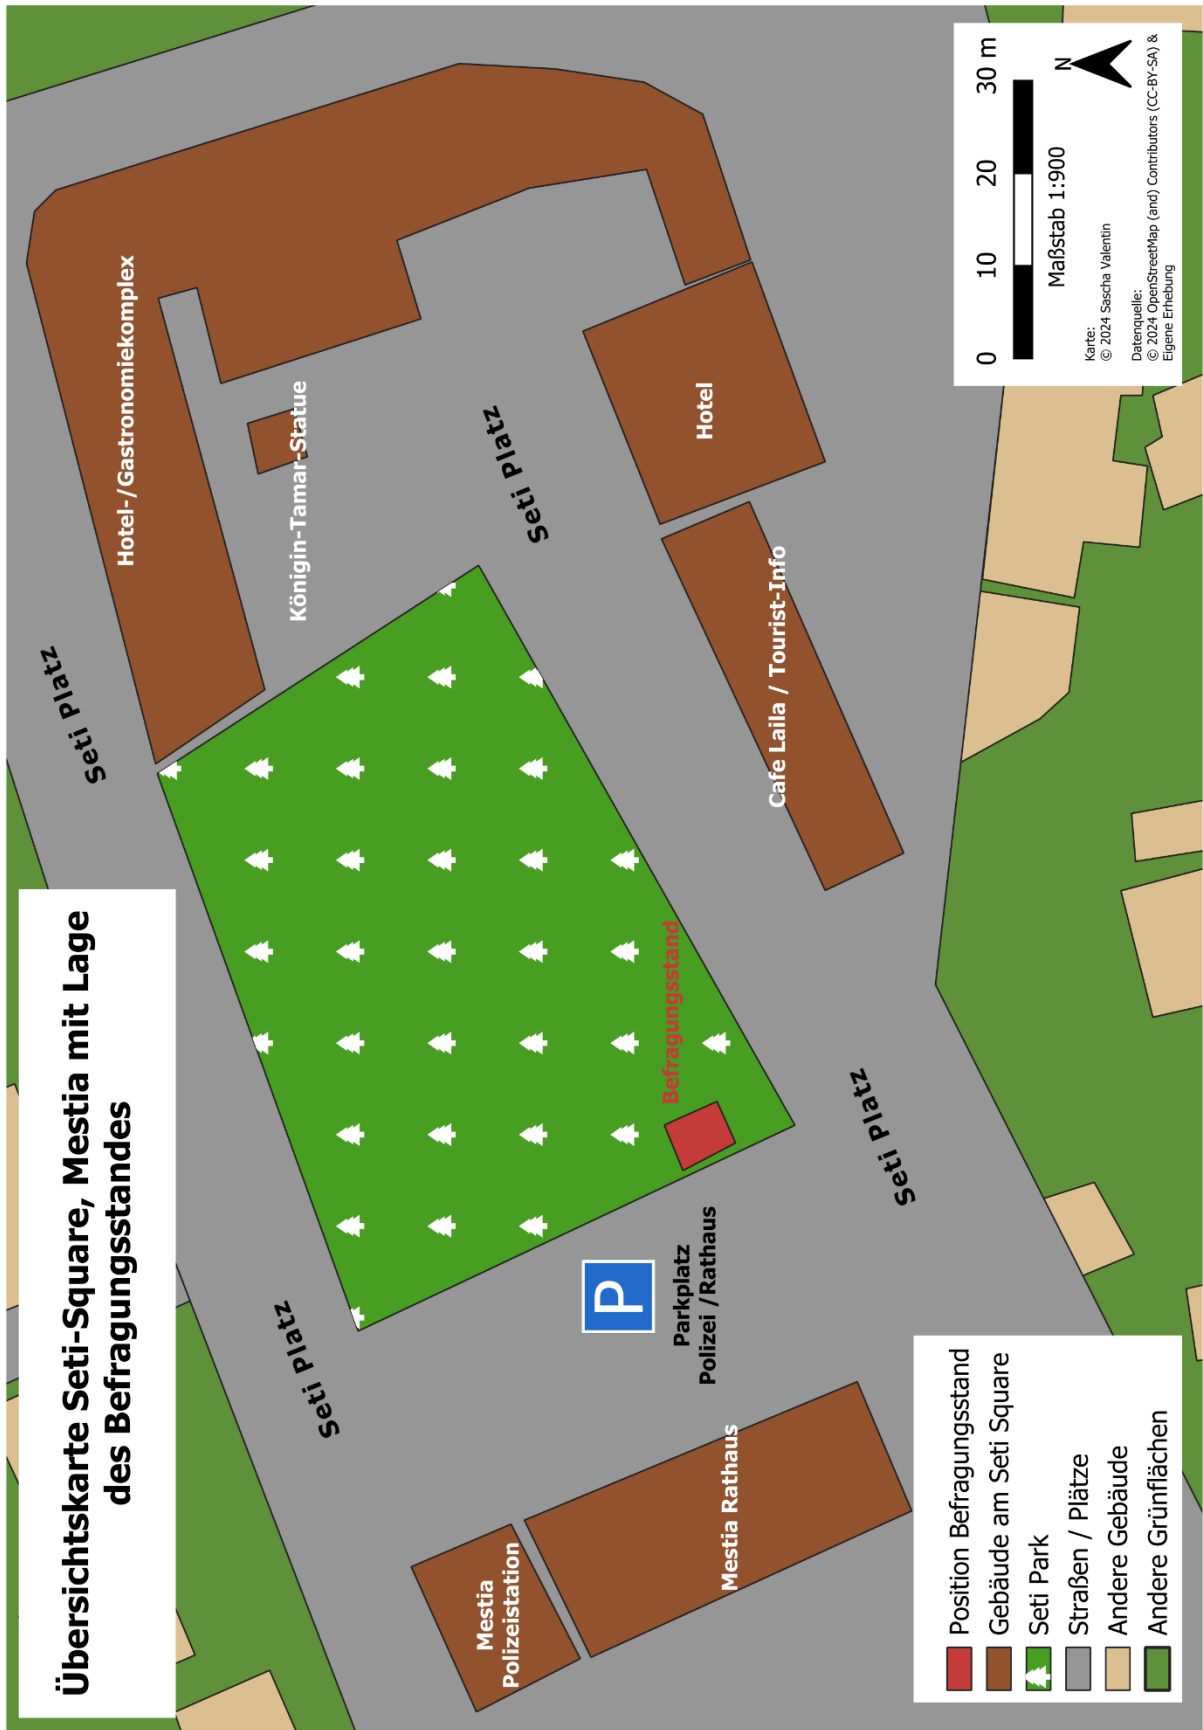 Übersichtskarte Seti-Square, Mestia mit Lage
des Befragungsstandes
Seti Platz
Hotel-/Gastronomiekomplex
Königin-Tamar-Statue
Seti Platz
Seti Platz
Hotel
Cafe Laila / Tourist-Info
Befragungsstand
P
Parkplatz
Polizei /Rathaus
Seti Platz
Mestia
Polizeistation
Mestia Rathaus
Position Befragungsstand
Gebäude am Seti Square
Seti Park
Straßen / Plätze
Andere Gebäude
Andere Grünflächen
0 10 20 30 m
Maßstab 1:900
N
Karte:
© 2024 Sascha Valentin
Datenquelle:
© 2024 OpenStreetMap (and) Contributors (CC-BY-SA) &
Eigene Erhebung